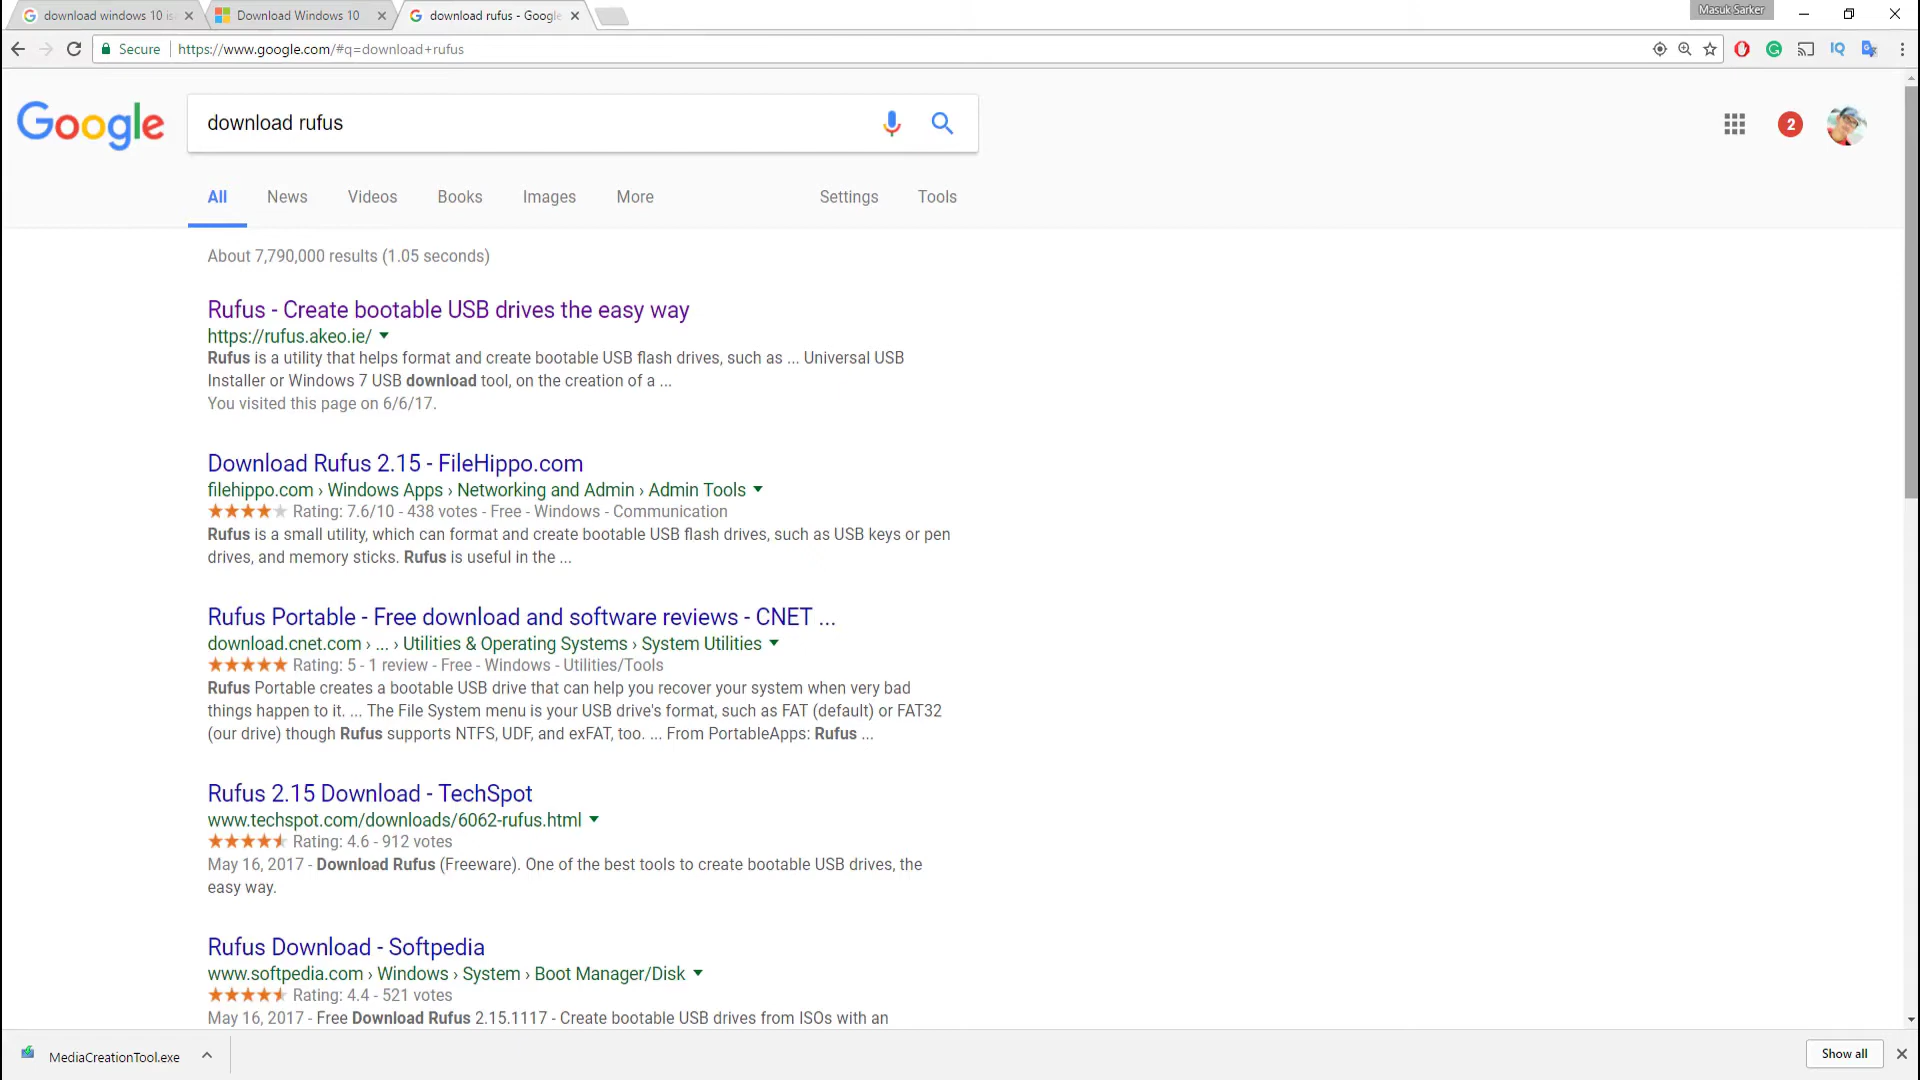 download windows 10 is
Download Windows 10
download rufus - Google
Masuk Sarker
Secure
https://www.google.com/#q=download+rufus
IQ
Google
download rufus
2
All
News
Videos
Books
Images
More
Settings
Tools
About 7,790,000 results (1.05 seconds)
Rufus - Create bootable USB drives the easy way
https://rufus.akeo.ie/
Rufus is a utility that helps format and create bootable USB flash drives, such as ... Universal USB
Installer or Windows 7 USB download tool, on the creation of a ...
You visited this page on 6/6/17.
Download Rufus 2.15 - FileHippo.com
filehippo.com › Windows Apps › Networking and Admin › Admin Tools
Rating: 7.6/10 - 438 votes - Free - Windows - Communication
Rufus is a small utility, which can format and create bootable USB flash drives, such as USB keys or pen
drives, and memory sticks. Rufus is useful in the ...
Rufus Portable - Free download and software reviews - CNET ...
download.cnet.com › ... › Utilities & Operating Systems › System Utilities
Rating: 5 - 1 review - Free - Windows - Utilities/Tools
Rufus Portable creates a bootable USB drive that can help you recover your system when very bad
things happen to it. ... The File System menu is your USB drive's format, such as FAT (default) or FAT32
(our drive) though Rufus supports NTFS, UDF, and exFAT, too. ... From PortableApps: Rufus ...
Rufus 2.15 Download - TechSpot
www.techspot.com/downloads/6062-rufus.html
Rating: 4.6 - 912 votes
May 16, 2017 - Download Rufus (Freeware). One of the best tools to create bootable USB drives, the
easy way.
Rufus Download - Softpedia
www.softpedia.com › Windows › System › Boot Manager/Disk
Rating: 4.4 - 521 votes
May 16, 2017 - Free Download Rufus 2.15.1117 - Create bootable USB drives from ISOs with an
MediaCreationTool.exe
Show all